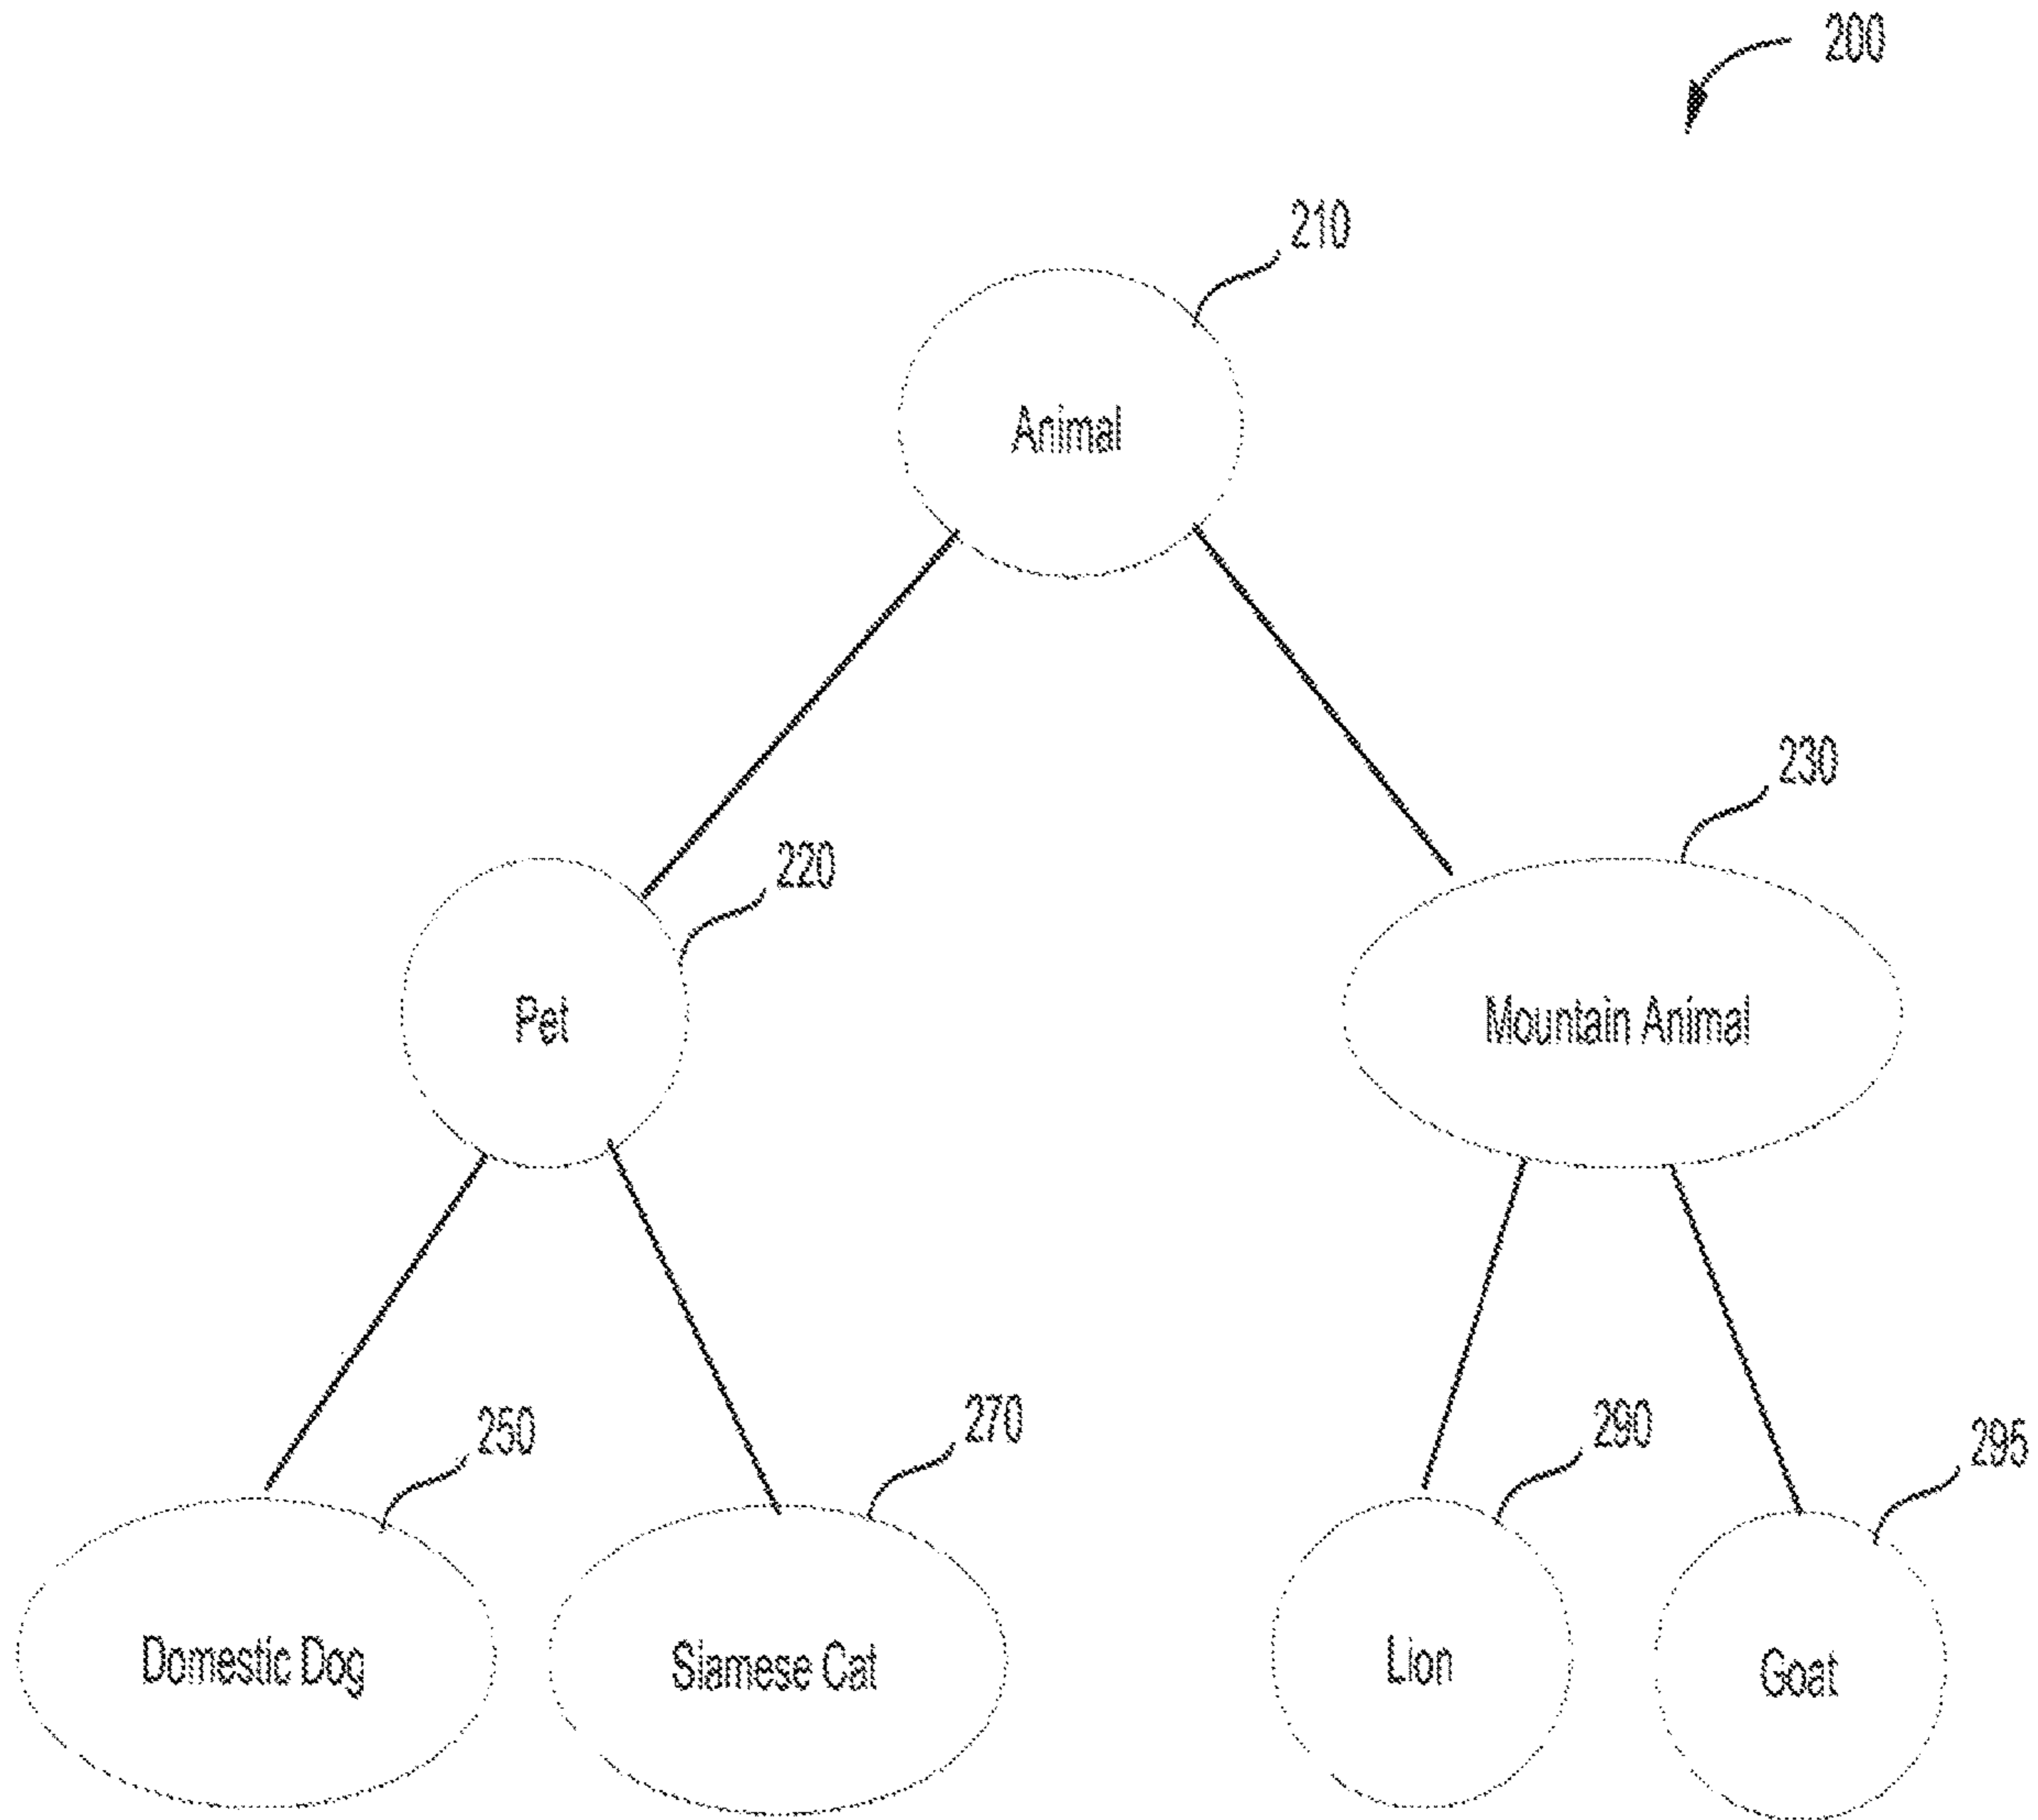 200
210
Animal
230
220
Pet
Mountain Animal
250
270
290
295
Domestic Dog
Siamese Cat
Lion
Goat